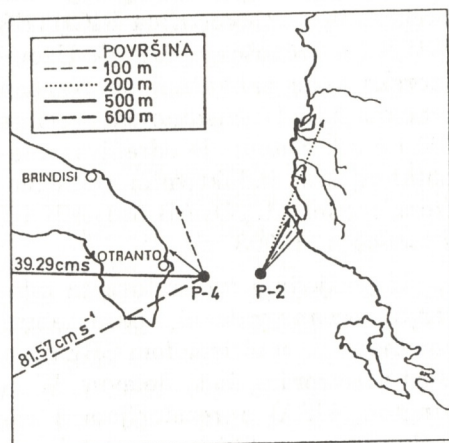 POVRŠINA
100 m
200 m
500 m
600 m
BRINDISI
OTRANTO
39.29cms
P-4
P-2
81.57cm s⁻¹